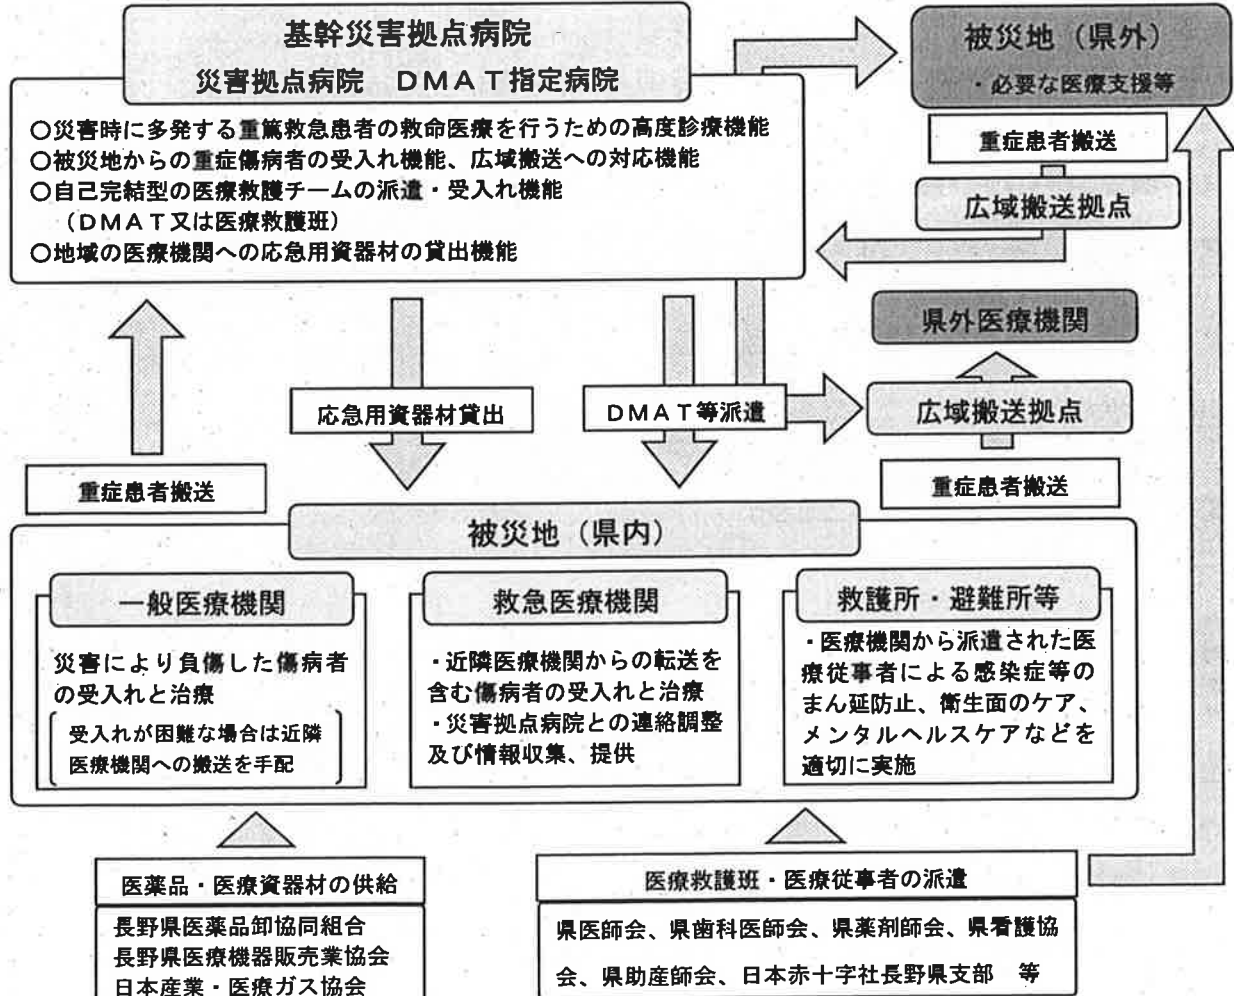 基幹災害拠点病院
災害拠点病院　DMAT指定病院
○災害時に多発する重篤救急患者の救命医療を行うための高度診療機能
○被災地からの重症傷病者の受入れ機能、広域搬送への対応機能
○自己完結型の医療救護チームの派遣・受入れ機能
（DMAT又は医療救護班）
○地域の医療機関への応急用資器材の貸出機能
被災地（県外）
・必要な医療支援等
重症患者搬送
広域搬送拠点
県外医療機関
広域搬送拠点
重症患者搬送
応急用資器材貸出
DMAT等派遣
重症患者搬送
被災地（県内）
一般医療機関
災害により負傷した傷病者
の受入れと治療
受入れが困難な場合は近隣
医療機関への搬送を手配
救急医療機関
・近隣医療機関からの転送を
含む傷病者の受入れと治療
・災害拠点病院との連絡調整
及び情報収集、提供
救護所・避難所等
・医療機関から派遣された医
療従事者による感染症等の
まん延防止、衛生面のケア、
メンタルヘルスケアなどを
適切に実施
医薬品・医療資器材の供給
長野県医薬品卸協同組合
長野県医療機器販売業協会
日本産業・医療ガス協会
医療救護班・医療従事者の派遣
県医師会、県歯科医師会、県薬剤師会、県看護協
会、県助産師会、日本赤十字社長野県支部　等